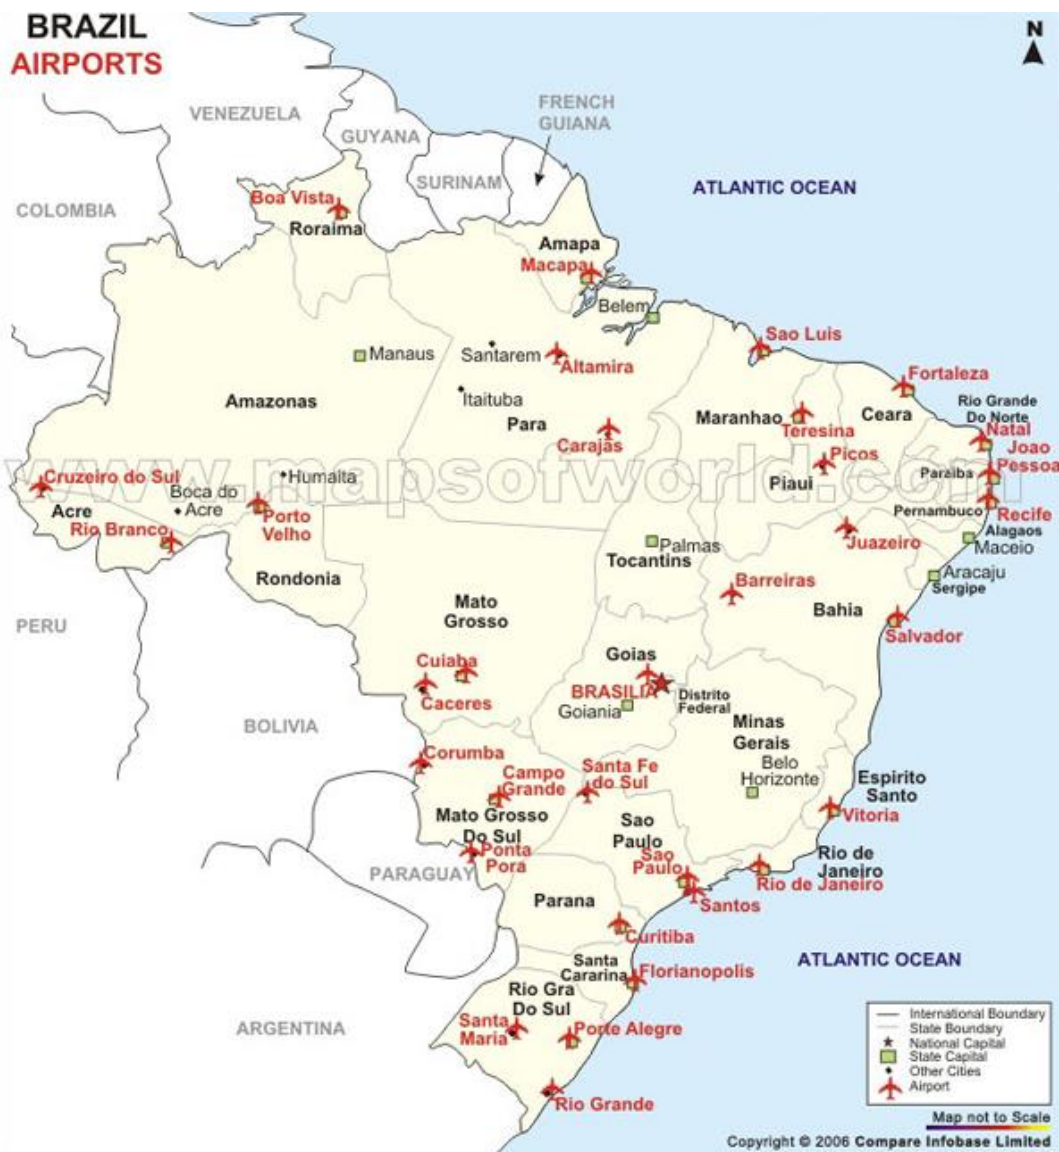 BRAZIL
AIRPORTS
N
VENEZUELA
GUYANA
FRENCH
GUIANA
SURINAM
COLOMBIA
ATLANTIC OCEAN
Boa Vista
Roraima
Amapa
Macapa
Belem
Sao Luis
Manaus
Santarem
Altamira
Itaituba
Fortaleza
Amazonas
Para
Maranhao
Ceara
Rio Grande
Do Norte
Teresina
Natal
Carajas
Joao
Pessoa
www.mapsofworld.com
Picos
Paraiba
Cruzeiro do Sul
Humaita
Piaui
Boca do
Acre
Acre
Pernambuco
Recife
Porto
Velho
Rio Branco
Juazeiro
Alagaos
Maceio
Palmas
Tocantins
Rondonia
Barreiras
Aracaju
Sergipe
Mato
Grosso
Bahia
PERU
Salvador
Cuiaba
Goias
Caceres
BRASILIA
Distrito
Federal
Goiania
BOLIVIA
Minas
Gerais
Corumba
Belo
Horizonte
Santa Fe
do Sul
Campo
Grande
Espirito
Santo
Mato Grosso
Do Sul
Sao
Paulo
Vitoria
Ponta
Pora
Sao
Paulo
Rio de
Janeiro
PARAGUAY
Rio de Janeiro
Parana
Santos
Curitiba
Santa
Cararina
Florianopolis
ATLANTIC OCEAN
Rio Gra
Do Sul
ARGENTINA
Santa
Maria
Porte Alegre
Rio Grande
International Boundary
State Boundary
National Capital
State Capital
Other Cities
Airport
Map not to Scale
Copyright © 2006 Compare Infobase Limited